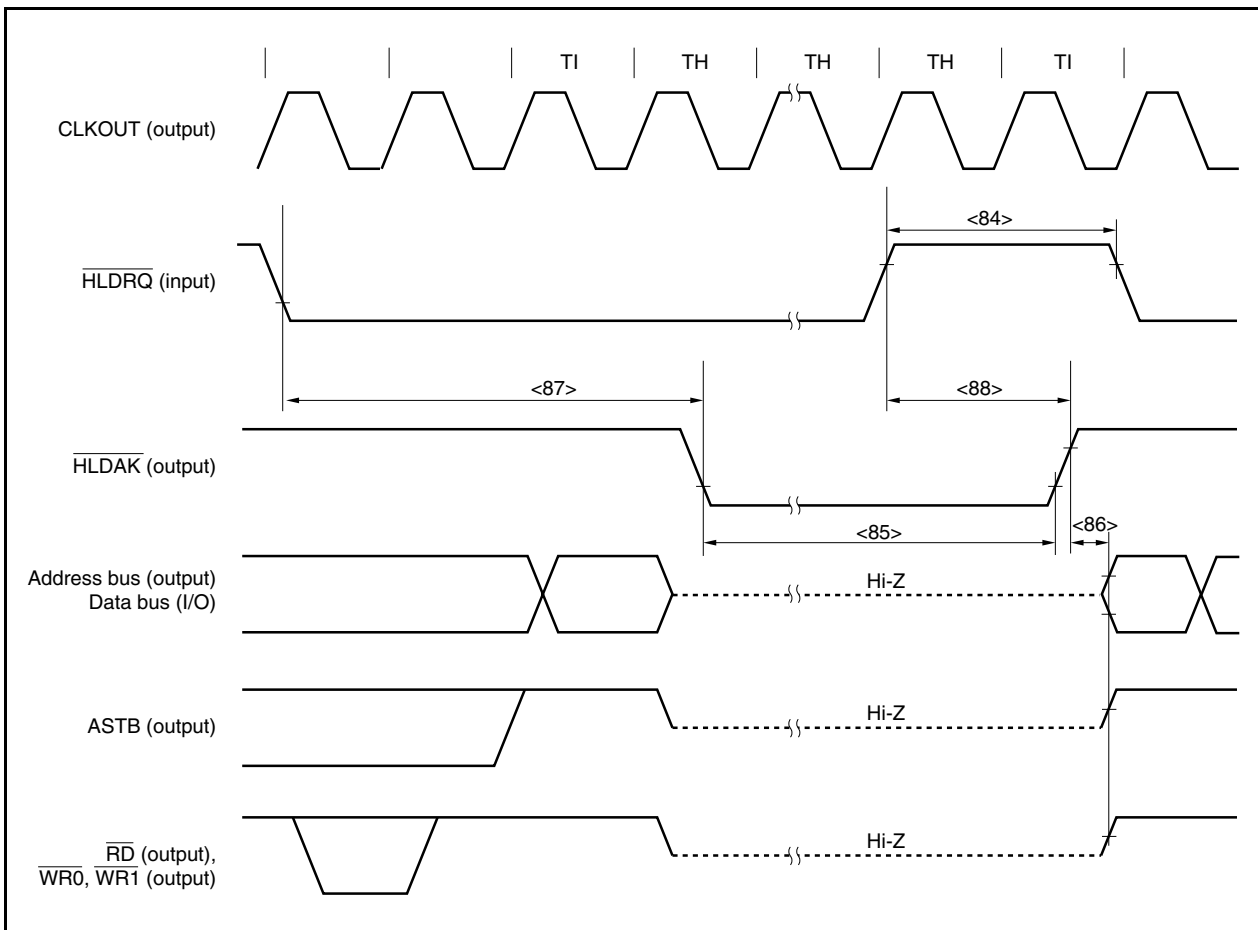 TI TH TH TH TI
CLKOUT (output)
<84>
HLDRQ (input)
<87> <88>
HLDAK (output)
<85> <86>
Address bus (output)
Data bus (I/O)
Hi-Z
ASTB (output)
Hi-Z
RD (output),
WR0, WR1 (output)
Hi-Z